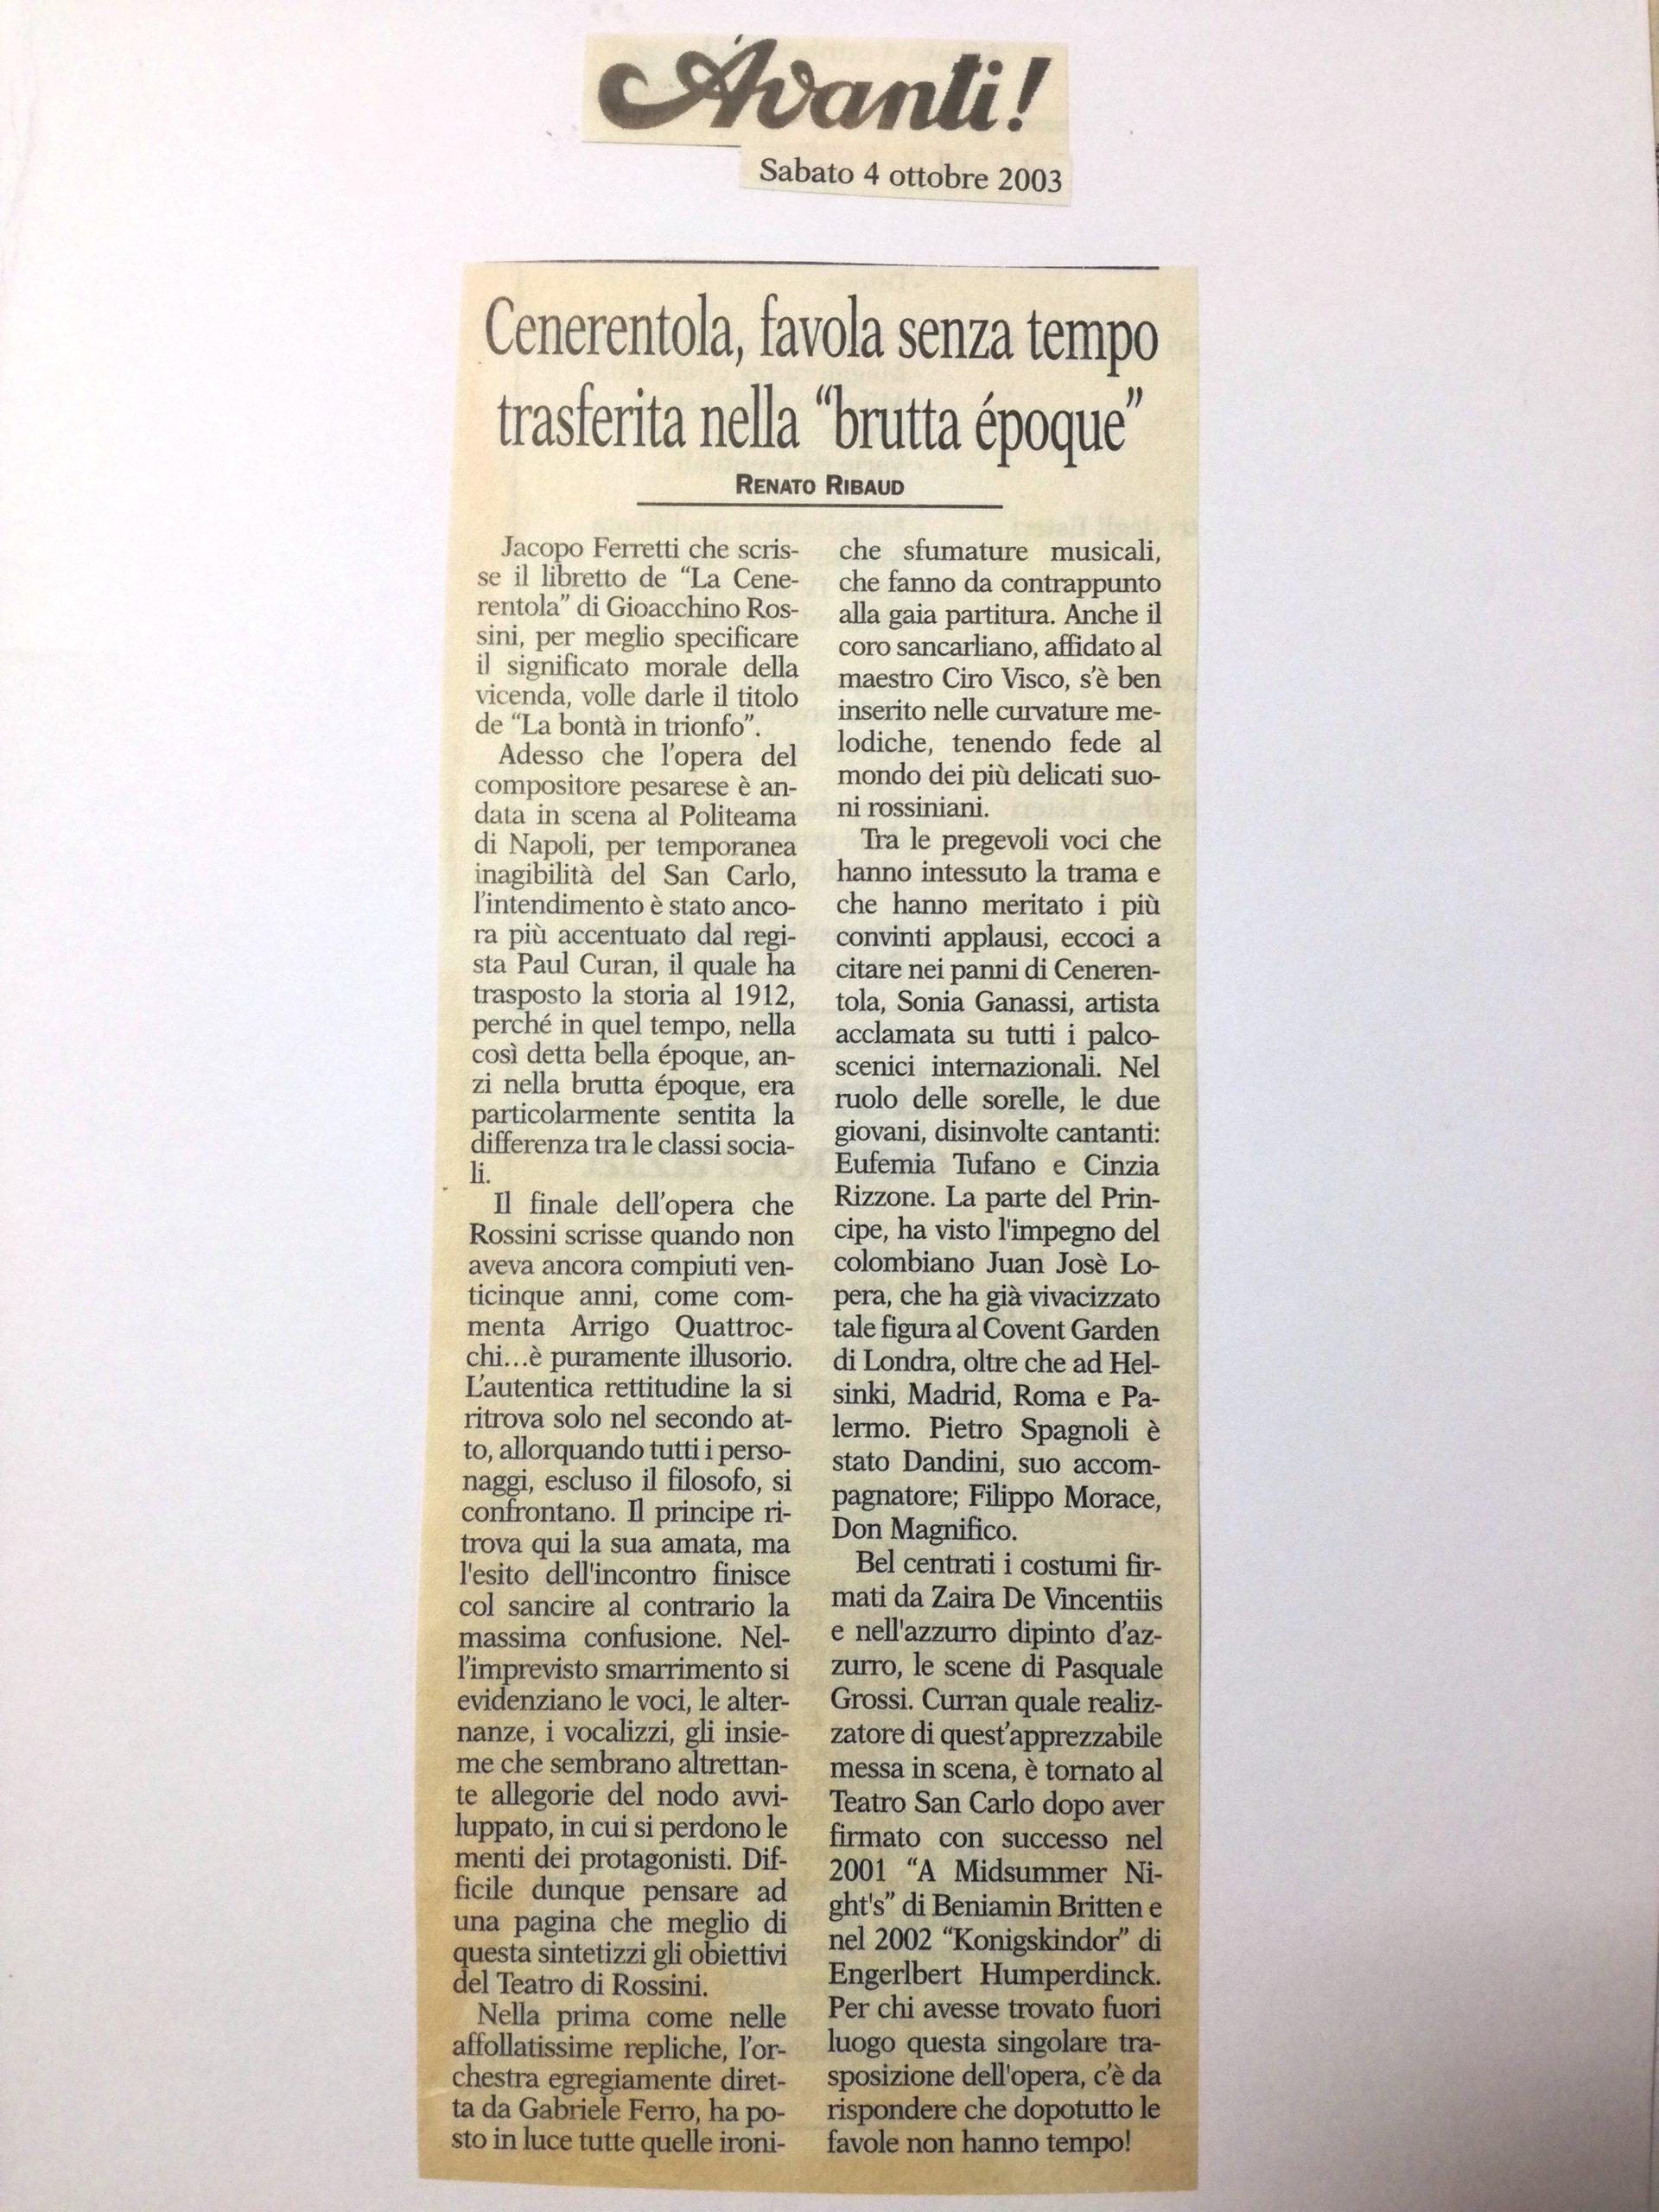 Avanti!
Sabato 4 ottobre 2003
Cenerentola, favola senza tempo
trasferita nella “brutta époque”
RENATO RIBAUD
Jacopo Ferretti che scris-
se il libretto de “La Cene-
rentola” di Gioacchino Ros-
sini, per meglio specificare
il significato morale della
vicenda, volle darle il titolo
de “La bontà in trionfo”.
Adesso che l’opera del
compositore pesarese è an-
data in scena al Politeama
di Napoli, per temporanea
inagibilità del San Carlo,
l’intendimento è stato anco-
ra più accentuato dal regi-
sta Paul Curan, il quale ha
trasposto la storia al 1912,
perché in quel tempo, nella
così detta bella époque, an-
zi nella brutta époque, era
particolarmente sentita la
differenza tra le classi socia-
li.
Il finale dell’opera che
Rossini scrisse quando non
aveva ancora compiuti ven-
ticinque anni, come com-
menta Arrigo Quattroc-
chi...è puramente illusorio.
L’autentica rettitudine la si
ritrova solo nel secondo at-
to, allorquando tutti i perso-
naggi, escluso il filosofo, si
confrontano. Il principe ri-
trova qui la sua amata, ma
l'esito dell'incontro finisce
col sancire al contrario la
massima confusione. Nel-
l’imprevisto smarrimento si
evidenziano le voci, le alter-
nanze, i vocalizzi, gli insie-
me che sembrano altrettan-
te allegorie del nodo avvi-
luppato, in cui si perdono le
menti dei protagonisti. Dif-
ficile dunque pensare ad
una pagina che meglio di
questa sintetizzi gli obiettivi
del Teatro di Rossini.
Nella prima come nelle
affollatissime repliche, l’or-
chestra egregiamente diret-
ta da Gabriele Ferro, ha po-
sto in luce tutte quelle ironi-
che sfumature musicali,
che fanno da contrappunto
alla gaia partitura. Anche il
coro sancarliano, affidato al
maestro Ciro Visco, s’è ben
inserito nelle curvature me-
lodiche, tenendo fede al
mondo dei più delicati suo-
ni rossiniani.
Tra le pregevoli voci che
hanno intessuto la trama e
che hanno meritato i più
convinti applausi, eccoci a
citare nei panni di Ceneren-
tola, Sonia Ganassi, artista
acclamata su tutti i palco-
scenici internazionali. Nel
ruolo delle sorelle, le due
giovani, disinvolte cantanti:
Eufemia Tufano e Cinzia
Rizzone. La parte del Prin-
cipe, ha visto l'impegno del
colombiano Juan Josè Lo-
pera, che ha già vivacizzato
tale figura al Covent Garden
di Londra, oltre che ad Hel-
sinki, Madrid, Roma e Pa-
lermo. Pietro Spagnoli è
stato Dandini, suo accom-
pagnatore; Filippo Morace,
Don Magnifico.
Bel centrati i costumi fir-
mati da Zaira De Vincentiis
e nell'azzurro dipinto d’az-
zurro, le scene di Pasquale
Grossi. Curran quale realiz-
zatore di quest’apprezzabile
messa in scena, è tornato al
Teatro San Carlo dopo aver
firmato con successo nel
2001 “A Midsummer Ni-
ght's” di Beniamin Britten e
nel 2002 “Konigskindor” di
Engerlbert Humperdinck.
Per chi avesse trovato fuori
luogo questa singolare tra-
sposizione dell'opera, c’è da
rispondere che dopotutto le
favole non hanno tempo!